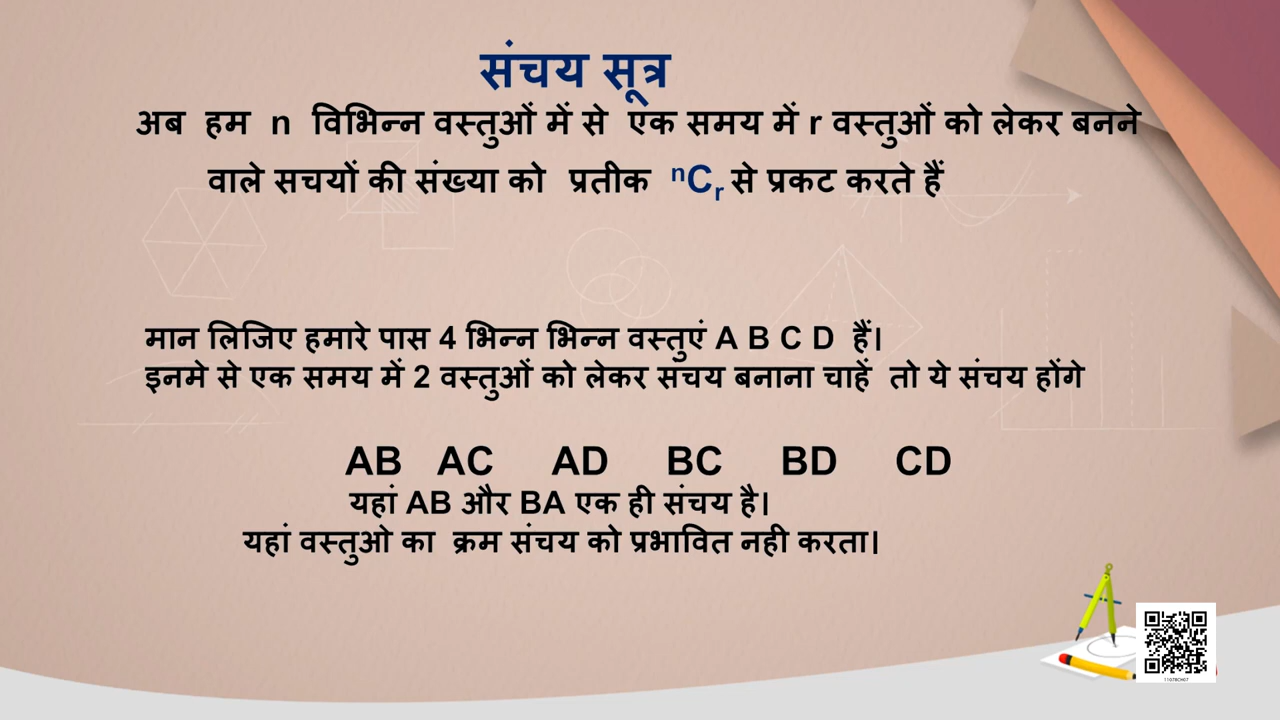 संचय सूत्र
अब हम n विभिन्न वस्तुओं में से एक समय में r वस्तुओं को लेकर बनने
वाले सचयों की संख्या को प्रतीक ⁿCᵣ से प्रकट करते हैं
मान लिजिए हमारे पास 4 भिन्न भिन्न वस्तुएं A B C D हैं।
इनमे से एक समय में 2 वस्तुओं को लेकर संचय बनाना चाहें तो ये संचय होंगे
AB AC AD BC BD CD
यहां AB और BA एक ही संचय है।
यहां वस्तुओ का क्रम संचय को प्रभावित नही करता।